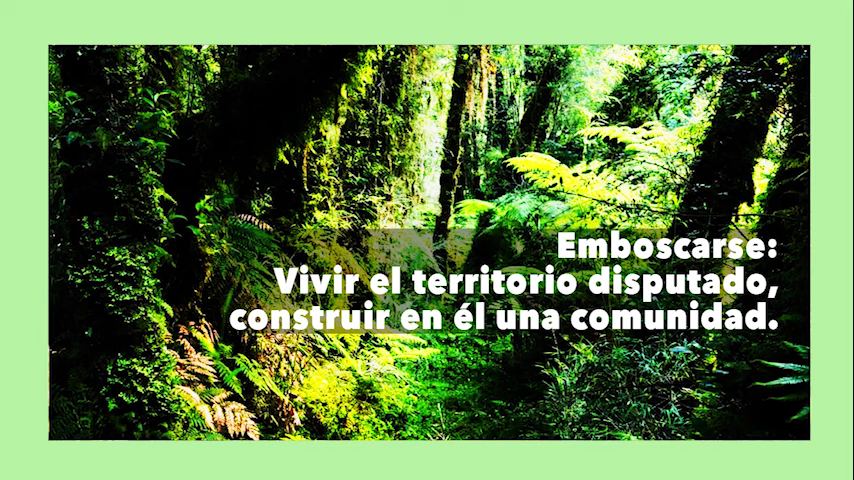 Emboscarse:
Vivir el territorio disputado,
construir en él una comunidad.